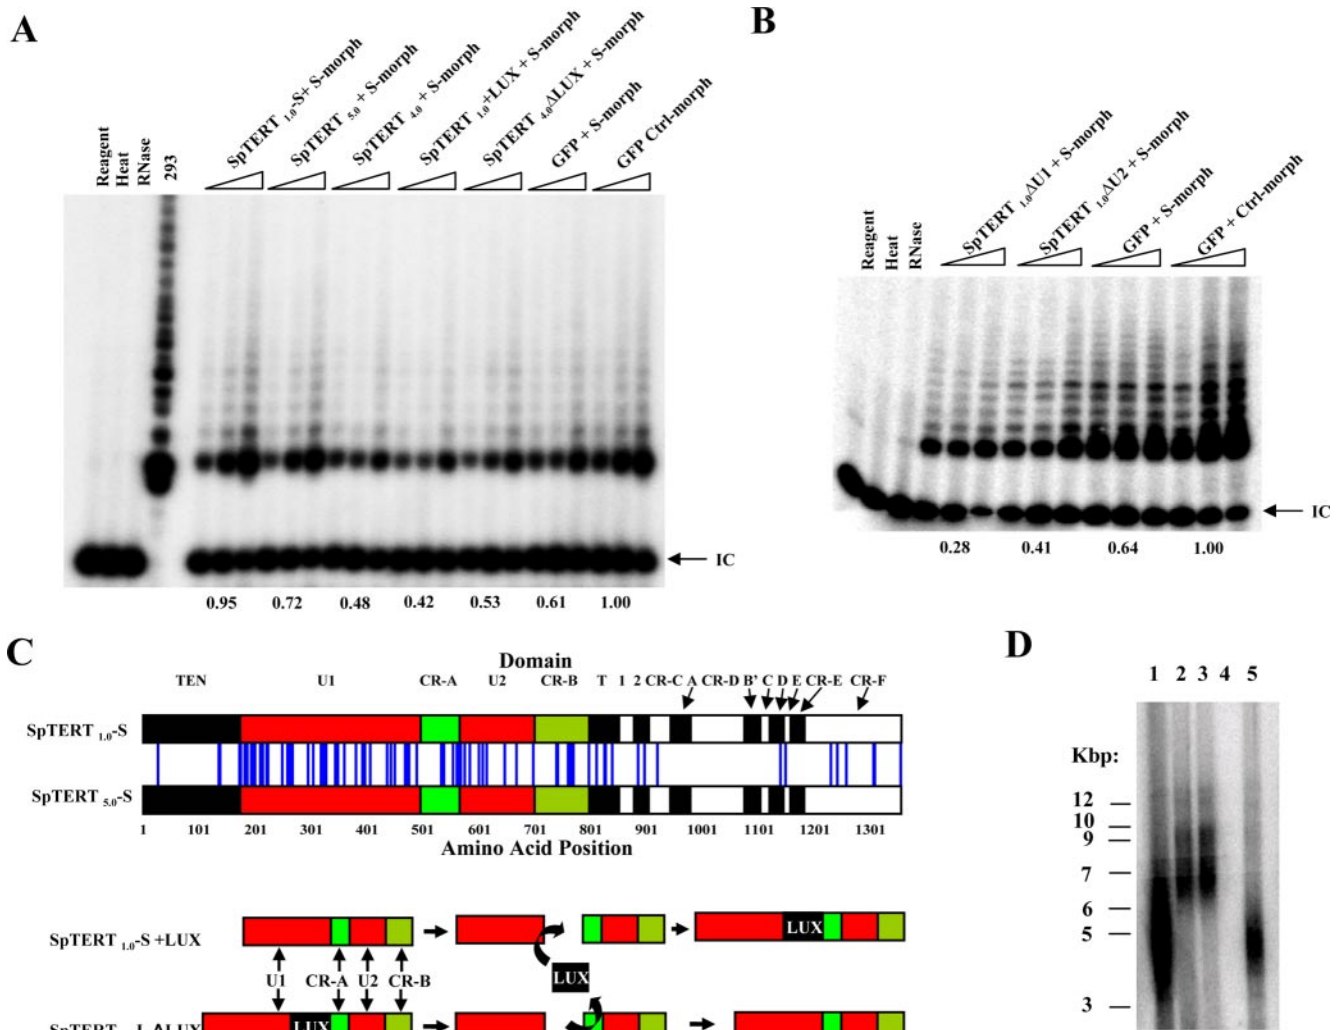 A
SpTERT 1.0-S+ S-morph
SpTERT 5.0 + S-morph
SpTERT 4.0 + S-morph
SpTERT 1.0+LUX + S-morph
SpTERT 4.0ΔLUX + S-morph
GFP + S-morph
GFP Ctrl-morph
Reagent
Heat
RNase
293
IC
0.95 0.72 0.48 0.42 0.53 0.61 1.00
B
SpTERT 1.0ΔU1 + S-morph
SpTERT 1.0ΔU2 + S-morph
GFP + S-morph
GFP + Ctrl-morph
Reagent
Heat
RNase
IC
0.28 0.41 0.64 1.00
C
Domain
TEN U1 CR-A U2 CR-B T 1 2 CR-C A CR-D B' C D E CR-E CR-F
SpTERT 1.0-S
SpTERT 5.0-S
1 101 201 301 401 501 601 701 801 901 1001 1101 1201 1301
Amino Acid Position
SpTERT 1.0-S +LUX
LUX
LUX
U1 CR-A U2 CR-B
LUX
D
1 2 3 4 5
Kbp:
12
10
9
7
6
5
3